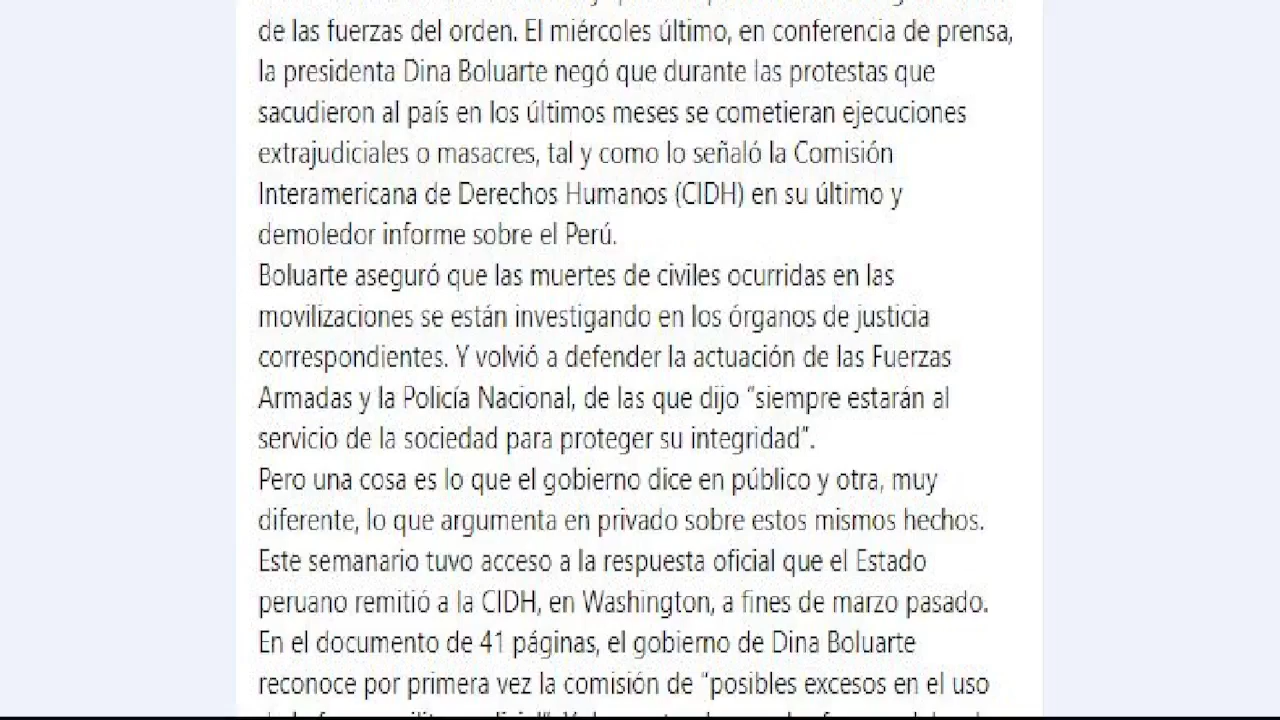 de las fuerzas del orden. El miércoles último, en conferencia de prensa,
la presidenta Dina Boluarte negó que durante las protestas que
sacudieron al país en los últimos meses se cometieran ejecuciones
extrajudiciales o masacres, tal y como lo señaló la Comisión
Interamericana de Derechos Humanos (CIDH) en su último y
demoledor informe sobre el Perú.
Boluarte aseguró que las muertes de civiles ocurridas en las
movilizaciones se están investigando en los órganos de justicia
correspondientes. Y volvió a defender la actuación de las Fuerzas
Armadas y la Policía Nacional, de las que dijo “siempre estarán al
servicio de la sociedad para proteger su integridad”.
Pero una cosa es lo que el gobierno dice en público y otra, muy
diferente, lo que argumenta en privado sobre estos mismos hechos.
Este semanario tuvo acceso a la respuesta oficial que el Estado
peruano remitió a la CIDH, en Washington, a fines de marzo pasado.
En el documento de 41 páginas, el gobierno de Dina Boluarte
reconoce por primera vez la comisión de “posibles excesos en el uso